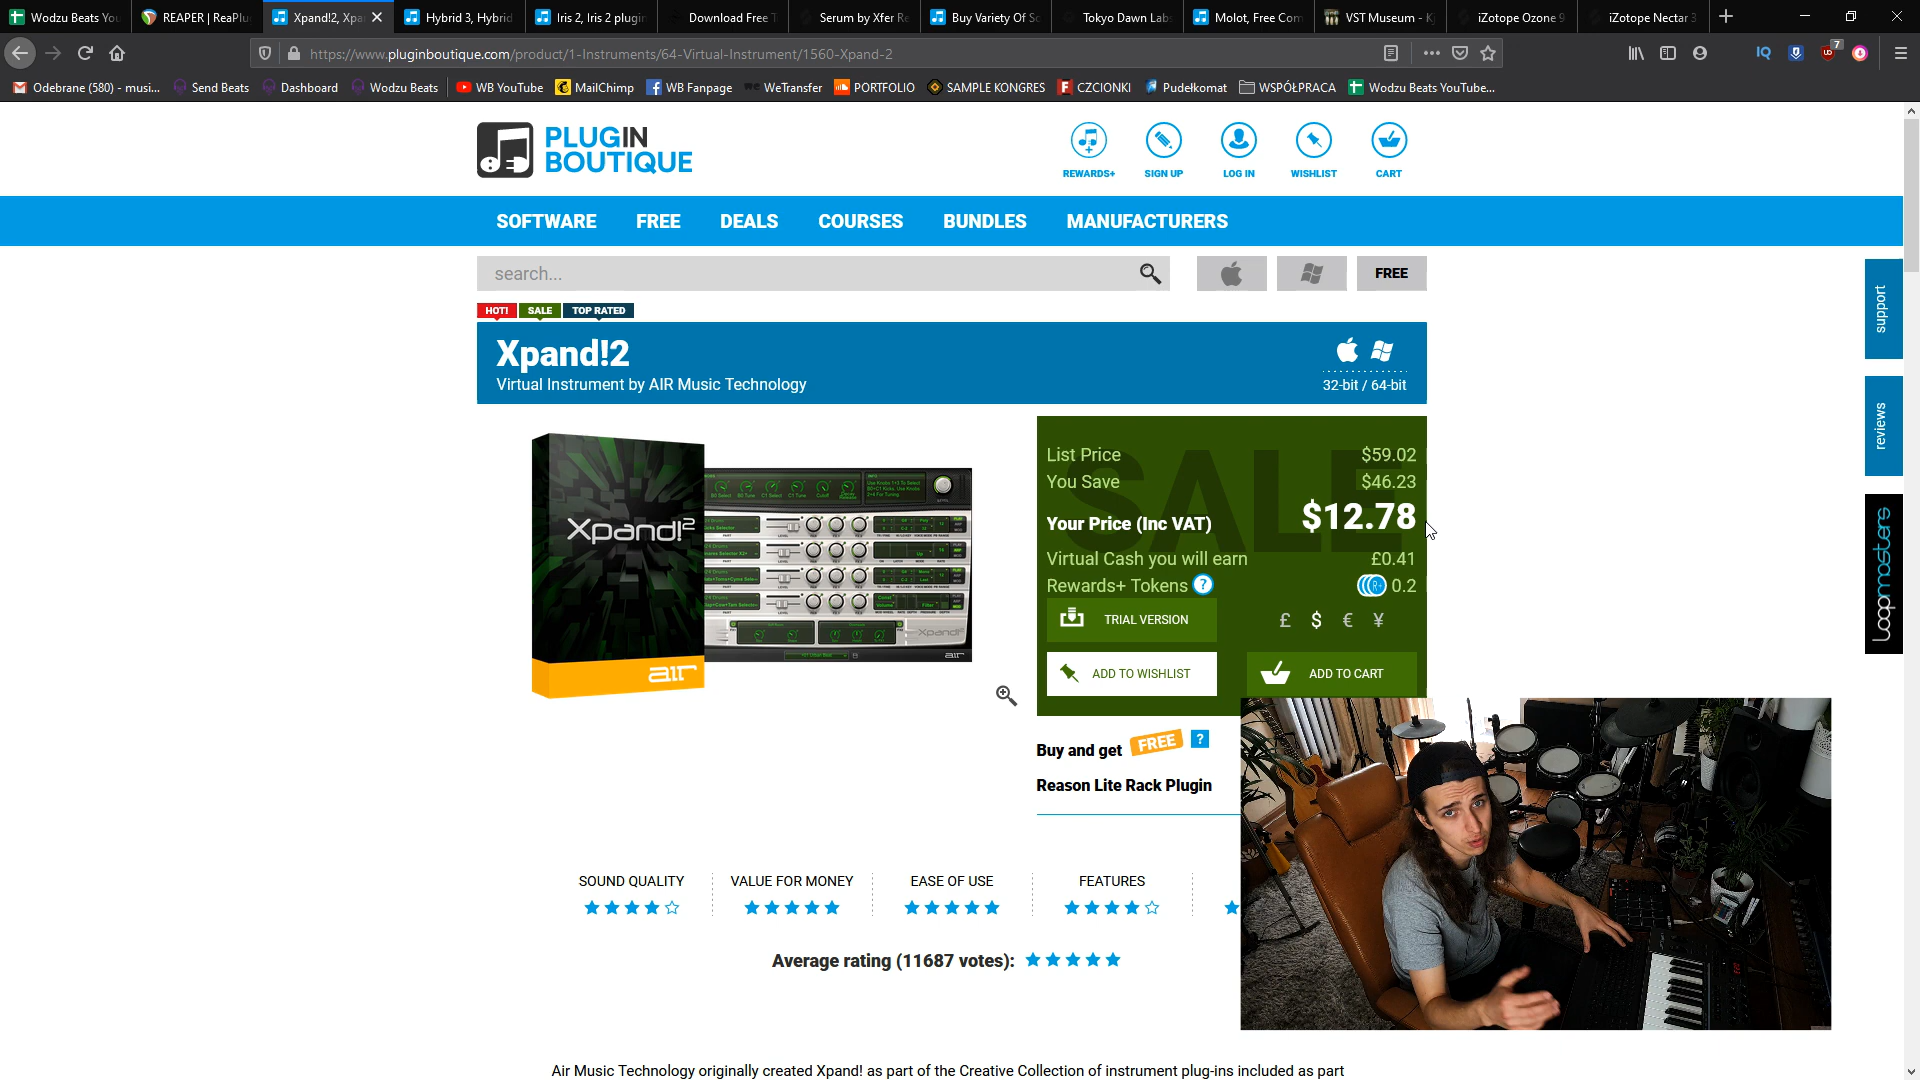 Wodzu Beats You
REAPER | ReaPlu
Xpand!2, Xpa
Hybrid 3, Hybrid
Iris 2, Iris 2 plugin
Download Free T
Serum by Xfer Re
Buy Variety Of So
Tokyo Dawn Lab
Molot, Free Com
VST Museum - Kj
iZotope Ozone 9
iZotope Nectar 3
https://www.pluginboutique.com/product/1-Instruments/64-Virtual-Instrument/1560-Xpand-2
IQ
7
Odebrane (580) - musi...
Send Beats
Dashboard
Wodzu Beats
WB YouTube
MailChimp
WB Fanpage
WeTransfer
PORTFOLIO
SAMPLE KONGRES
CZCIONKI
Pudełkomat
WSPÓŁPRACA
Wodzu Beats YouTube...
PLUGIN
BOUTIQUE
REWARDS+
SIGN UP
LOG IN
WISHLIST
CART
SOFTWARE
FREE
DEALS
COURSES
BUNDLES
MANUFACTURERS
search...
FREE
HOT!
SALE
TOP RATED
Xpand!2
Virtual Instrument by AIR Music Technology
32-bit / 64-bit
support
reviews
Loopmasters
Xpand!2
air
SALE
List Price $59.02
You Save $46.23
Your Price (Inc VAT) $12.78
Virtual Cash you will earn £0.41
Rewards+ Tokens ? 0.2
TRIAL VERSION
£ $ € ¥
ADD TO WISHLIST
ADD TO CART
Buy and get FREE ?
Reason Lite Rack Plugin
SOUND QUALITY
VALUE FOR MONEY
EASE OF USE
FEATURES
Average rating (11687 votes):
Air Music Technology originally created Xpand! as part of the Creative Collection of instrument plug-ins included as part